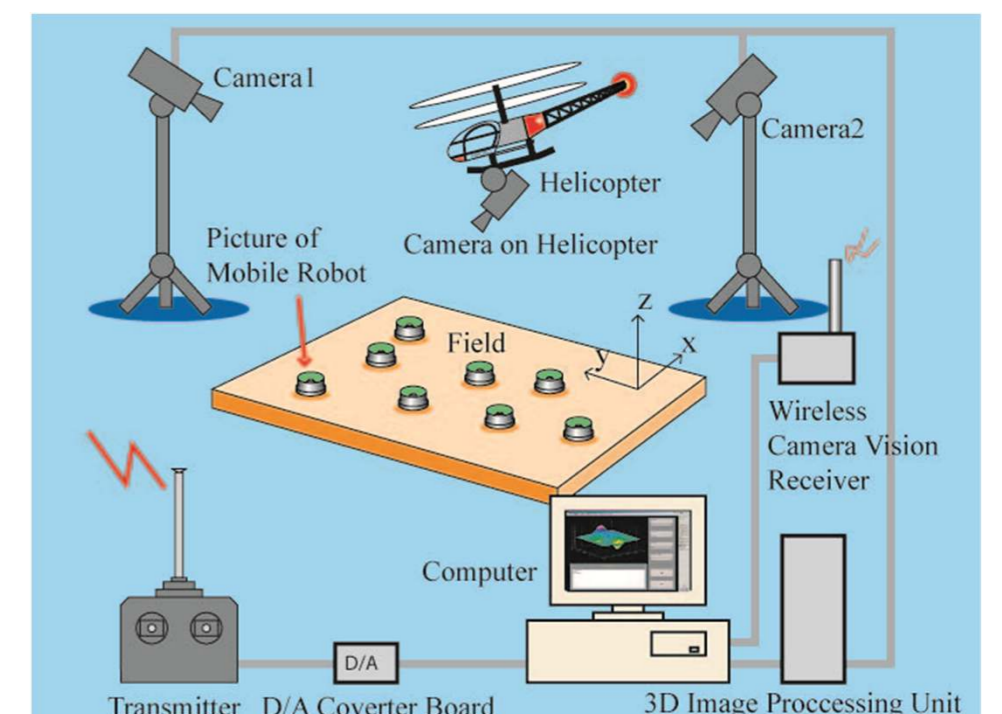 Camera1
Camera2
Helicopter
Camera on Helicopter
Picture of
Mobile Robot
Field
z
x
y
Wireless
Camera Vision
Receiver
Computer
D/A
Transmitter
D/A Coverter Board
3D Image Proccessing Unit